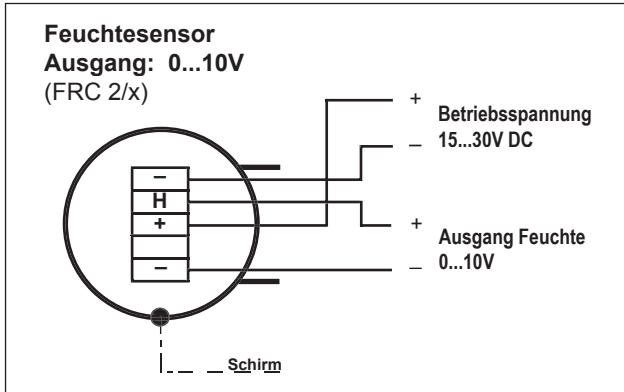 Feuchtesensor
Ausgang: 0...10V
(FRC 2/x)
+
Betriebsspannung
– 15...30V DC
–
H
+
+
Ausgang Feuchte
–
– 0...10V
Schirm